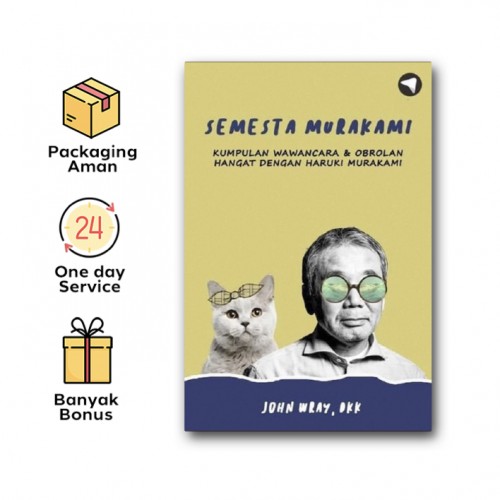 Packaging
Aman
24
One day
Service
Banyak
Bonus
SEMESTA MURAKAMI
KUMPULAN WAWANCARA & OBROLAN
HANGAT DENGAN HARUKI MURAKAMI
JOHN WRAY, DKK